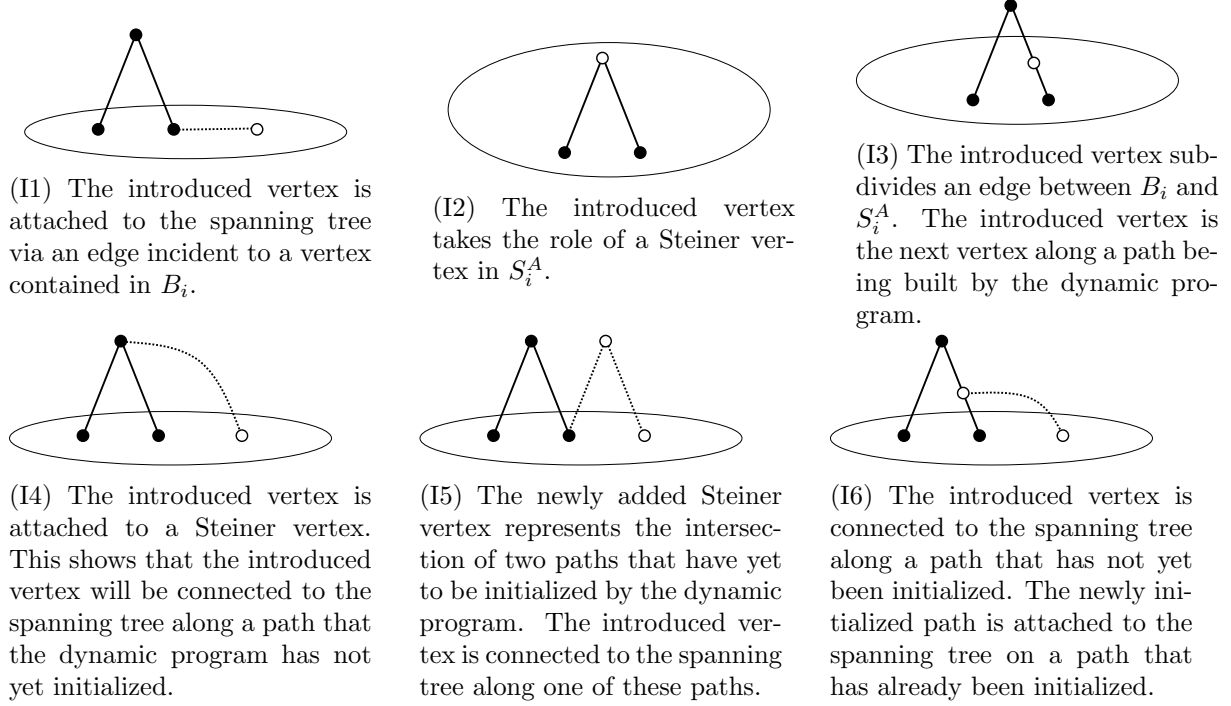 (I1) The introduced vertex is
attached to the spanning tree
via an edge incident to a vertex
contained in $B_i$.
(I2) The introduced vertex
takes the role of a Steiner ver-
tex in $S_i^A$.
(I3) The introduced vertex sub-
divides an edge between $B_i$ and
$S_i^A$. The introduced vertex is
the next vertex along a path be-
ing built by the dynamic pro-
gram.
(I4) The introduced vertex is
attached to a Steiner vertex.
This shows that the introduced
vertex will be connected to the
spanning tree along a path that
the dynamic program has not
yet initialized.
(I5) The newly added Steiner
vertex represents the intersec-
tion of two paths that have yet
to be initialized by the dynamic
program. The introduced ver-
tex is connected to the spanning
tree along one of these paths.
(I6) The introduced vertex is
connected to the spanning tree
along a path that has not yet
been initialized. The newly ini-
tialized path is attached to the
spanning tree on a path that
has already been initialized.